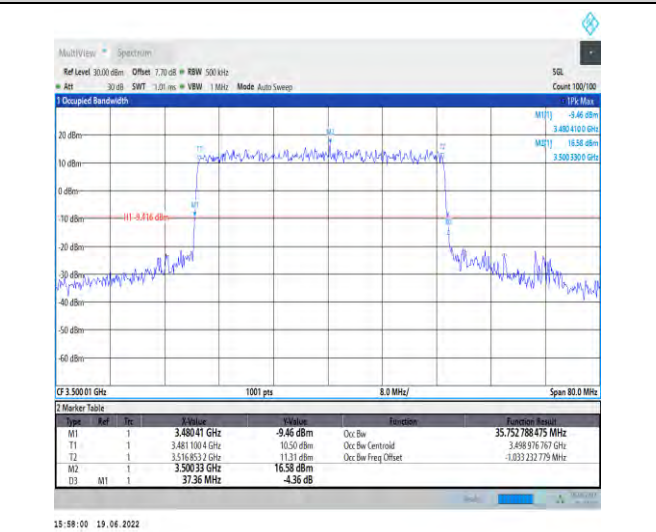 MultiView Spectrum
Ref Level 30.00 dBm Offset 7.70 dB RBW 500 kHz SGL
Att 30 dB SWT 1.01 ms VBW 1 MHz Mode Auto Sweep Count 100/100
1 Occupied Bandwidth 1Pk Max
M1[1] -9.46 dBm
3.480 410 0 GHz
M2[1] 16.58 dBm
3.500 330 0 GHz
20 dBm
10 dBm
0 dBm
-10 dBm
H1 -9.416 dBm
-20 dBm
-30 dBm
-40 dBm
-50 dBm
-60 dBm
T1
M2
T2
M1
CF 3.500 01 GHz 1001 pts 8.0 MHz/ Span 80.0 MHz
2 Marker Table
Type Ref Trc X-Value Y-Value Function Function Result
M1 1 3.480 41 GHz -9.46 dBm Occ Bw 35.752 788 475 MHz
T1 1 3.481 100 4 GHz 10.50 dBm Occ Bw Centroid 3.498 976 767 GHz
T2 1 3.516 853 2 GHz 11.31 dBm Occ Bw Freq Offset -1.033 232 779 MHz
M2 1 3.500 33 GHz 16.58 dBm
D3 M1 1 37.36 MHz -4.36 dB
15:59:00 19.06.2022